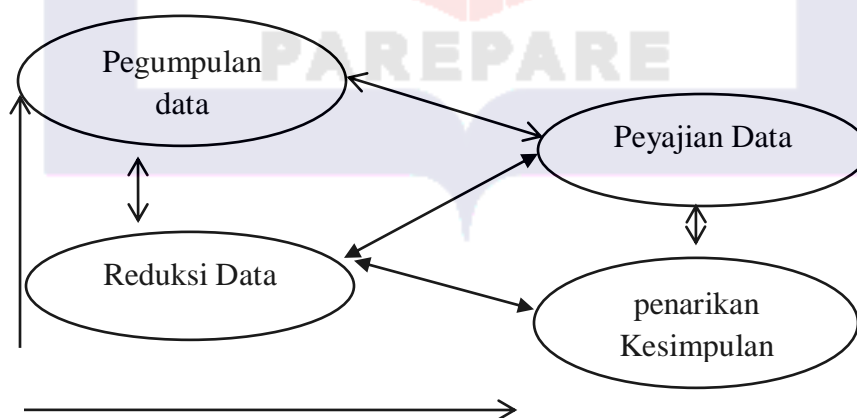 PAREPARE
Pegumpulan
data
Peyajian Data
Reduksi Data
penarikan
Kesimpulan